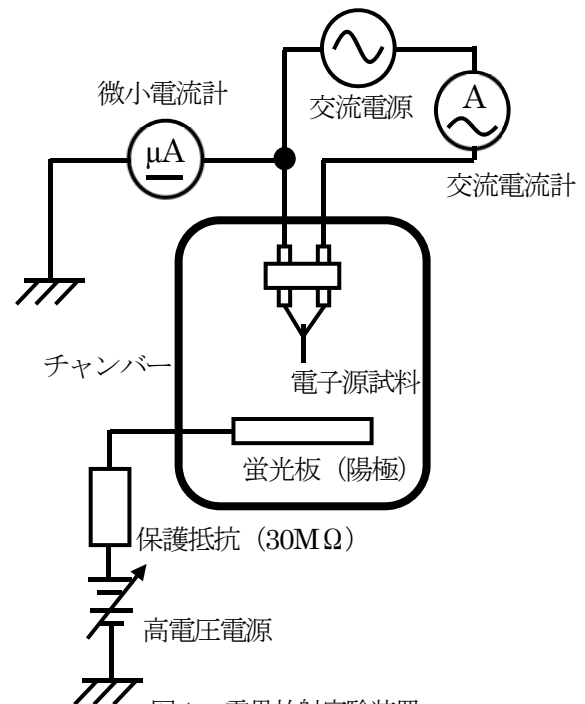 微小電流計
μA
交流電源
A
交流電流計
チャンバー
電子源試料
蛍光板（陽極）
保護抵抗（30MΩ）
高電圧電源